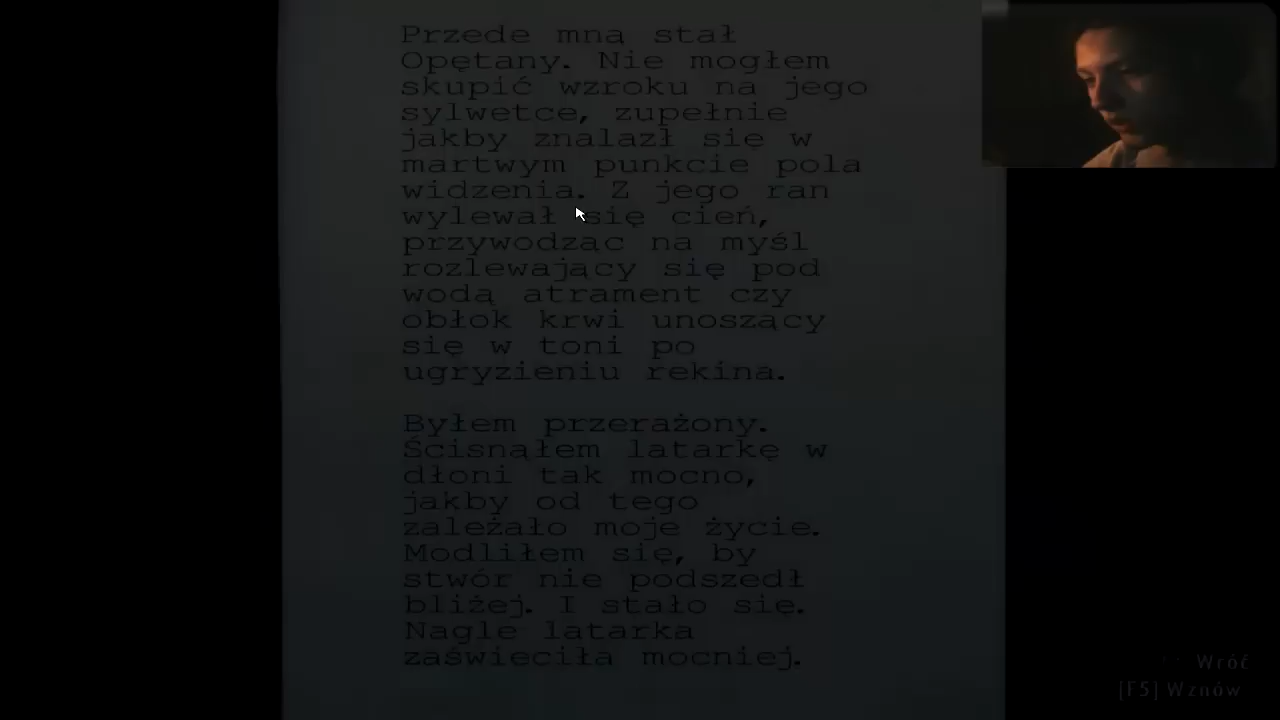 Przede mną stał
Opętany. Nie mogłem
skupić wzroku na jego
sylwetce, zupełnie
jakby znalazł się w
martwym punkcie pola
widzenia. Z jego ran
wylewał się cień,
przywodząc na myśl
rozlewający się pod
wodą atrament czy
obłok krwi unoszący
się w toni po
ugryzieniu rekina.
Byłem przerażony.
Ścisnąłem latarkę w
dłoni tak mocno,
jakby od tego
zależało moje życie.
Modliłem się, by
stwór nie podszedł
bliżej. I stało się.
Nagle latarka
zaświeciła mocniej.
Wróć
[F5] Wznów